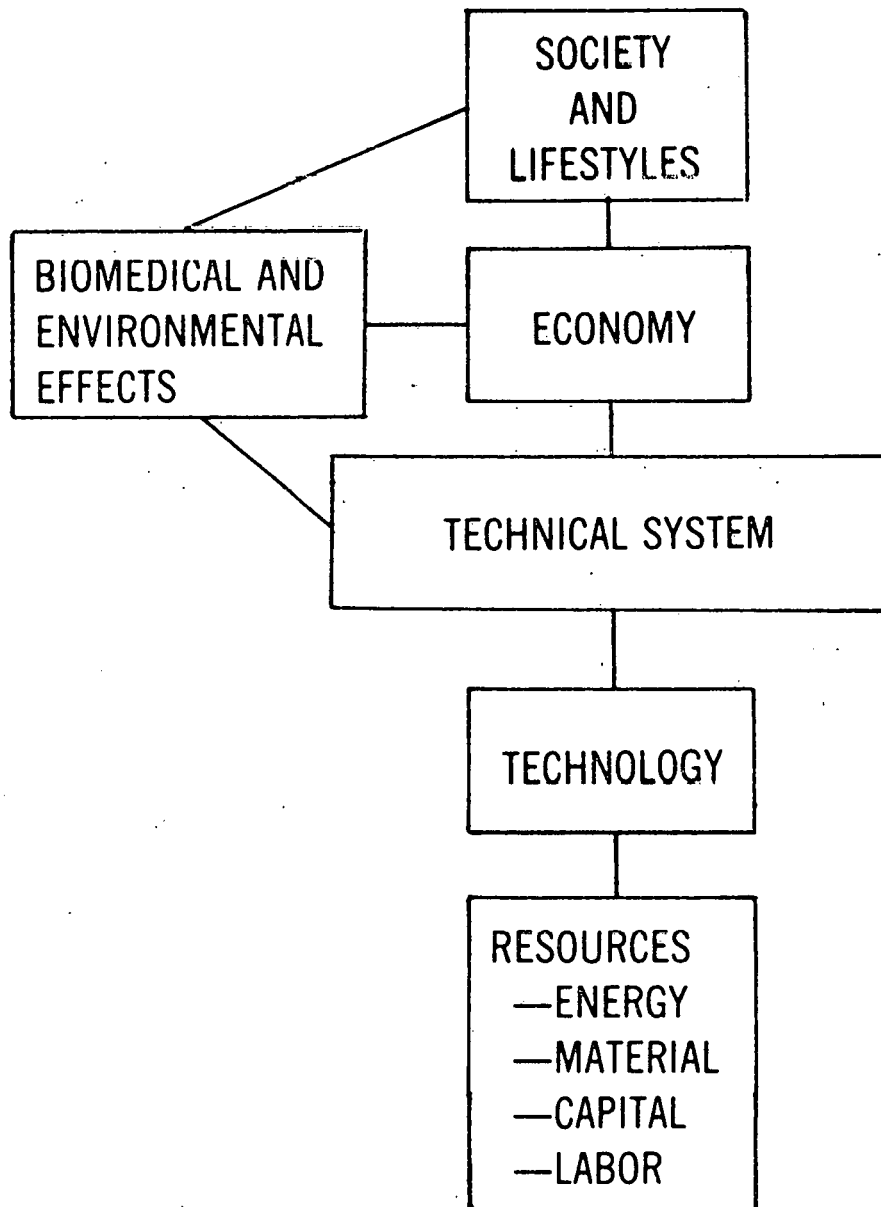 SOCIETY
AND
LIFESTYLES
BIOMEDICAL AND
ENVIRONMENTAL
EFFECTS
ECONOMY
TECHNICAL SYSTEM
TECHNOLOGY
RESOURCES
—ENERGY
—MATERIAL
—CAPITAL
—LABOR